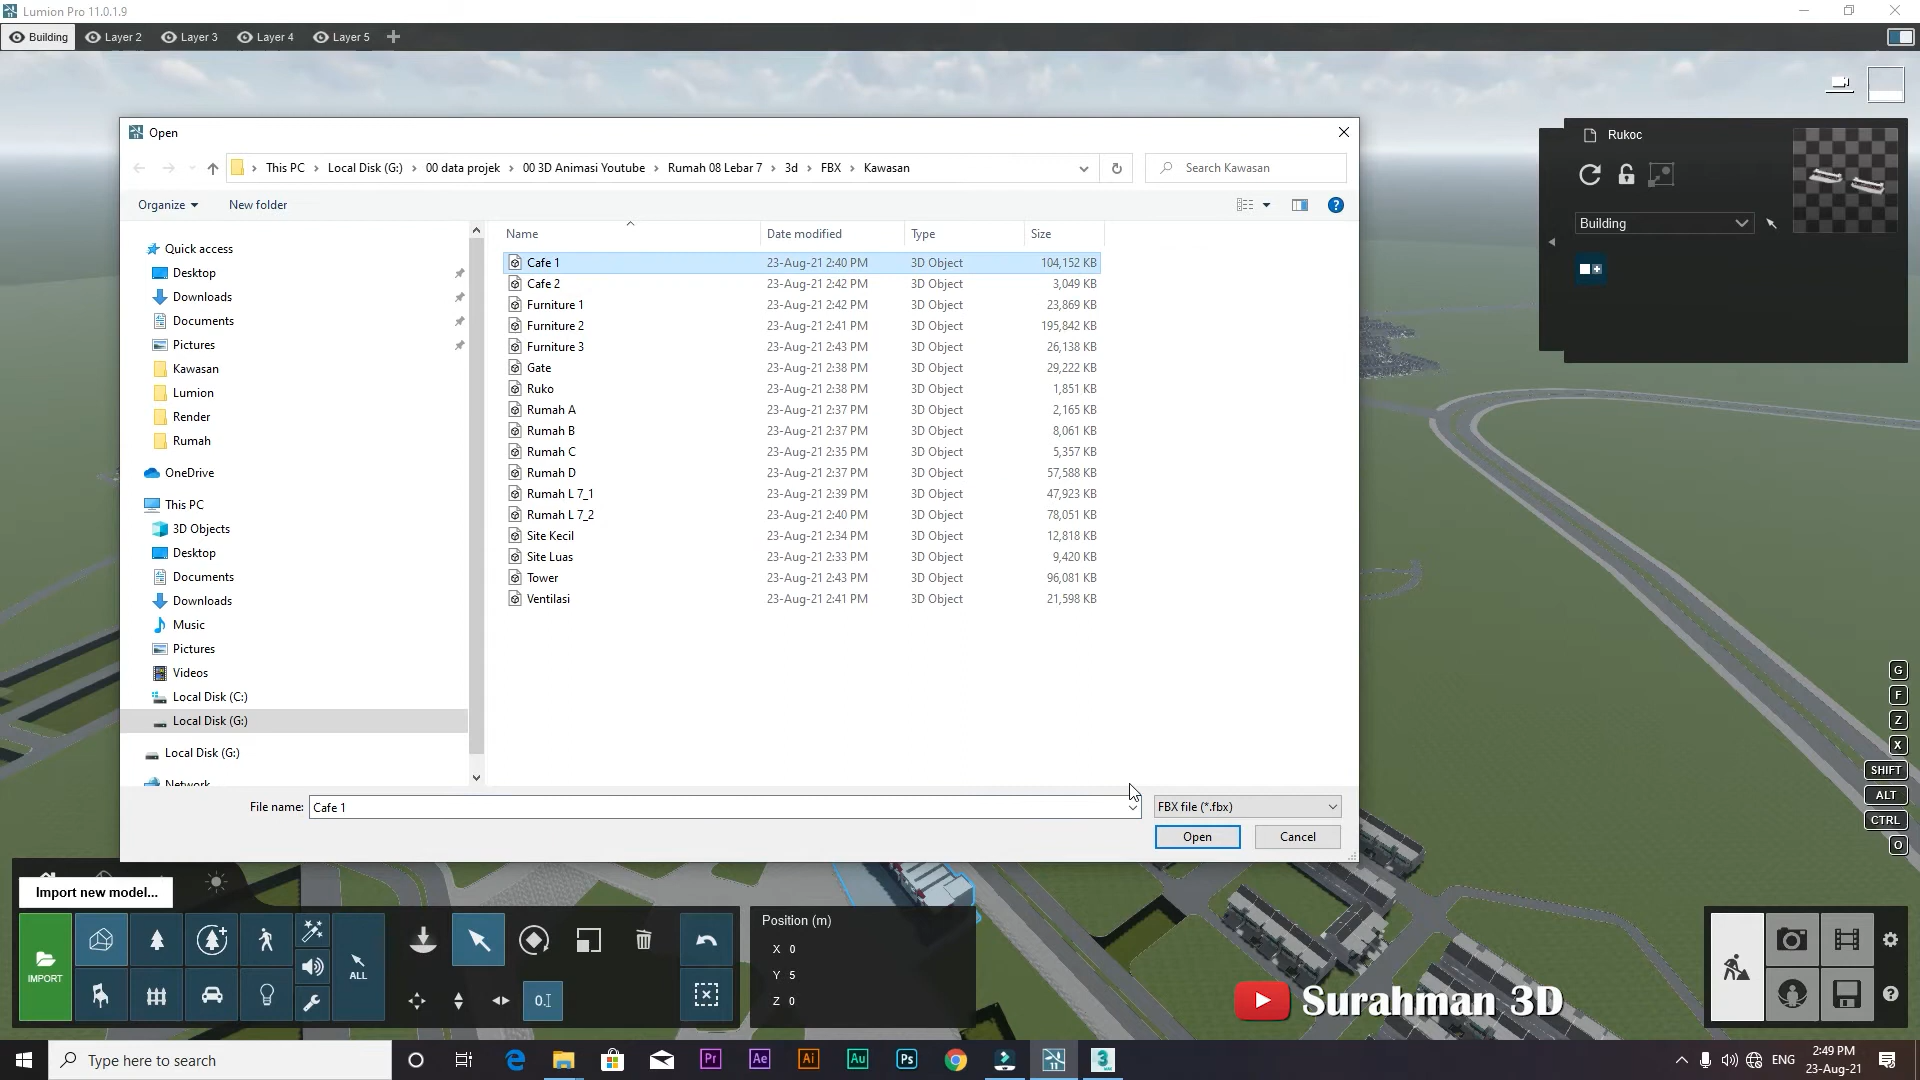 Lumion Pro 11.0.1.9
Building
Layer 2
Layer 3
Layer 4
Layer 5
Open
This PC
Local Disk (G:)
00 data projek
00 3D Animasi Youtube
Rumah 08 Lebar 7
3d
FBX
Kawasan
Search Kawasan
Organize
New folder
Name Date modified Type Size
Cafe 1 23-Aug-21 2:40 PM 3D Object 104,152 KB
Cafe 2 23-Aug-21 2:42 PM 3D Object 3,049 KB
Furniture 1 23-Aug-21 2:42 PM 3D Object 23,869 KB
Furniture 2 23-Aug-21 2:41 PM 3D Object 195,842 KB
Furniture 3 23-Aug-21 2:43 PM 3D Object 26,138 KB
Gate 23-Aug-21 2:38 PM 3D Object 29,222 KB
Ruko 23-Aug-21 2:38 PM 3D Object 1,851 KB
Rumah A 23-Aug-21 2:37 PM 3D Object 2,165 KB
Rumah B 23-Aug-21 2:37 PM 3D Object 8,061 KB
Rumah C 23-Aug-21 2:35 PM 3D Object 5,357 KB
Rumah D 23-Aug-21 2:37 PM 3D Object 57,588 KB
Rumah L 7_1 23-Aug-21 2:39 PM 3D Object 47,923 KB
Rumah L 7_2 23-Aug-21 2:40 PM 3D Object 78,051 KB
Site Kecil 23-Aug-21 2:34 PM 3D Object 12,818 KB
Site Luas 23-Aug-21 2:33 PM 3D Object 9,420 KB
Tower 23-Aug-21 2:43 PM 3D Object 96,081 KB
Ventilasi 23-Aug-21 2:41 PM 3D Object 21,598 KB
Quick access
Desktop
Downloads
Documents
Pictures
Kawasan
Lumion
Render
Rumah
OneDrive
This PC
3D Objects
Desktop
Documents
Downloads
Music
Pictures
Videos
Local Disk (C:)
Local Disk (G:)
Local Disk (G:)
Network
File name: Cafe 1
FBX file (*.fbx)
Open
Cancel
Rukoc
Building
G
F
Z
X
SHIFT
ALT
CTRL
O
Import new model...
IMPORT
ALL
Position (m)
X 0
Y 5
Z 0
Surahman 3D
Type here to search
Pr
Ae
Ai
Au
Ps
ENG
2:49 PM
23-Aug-21